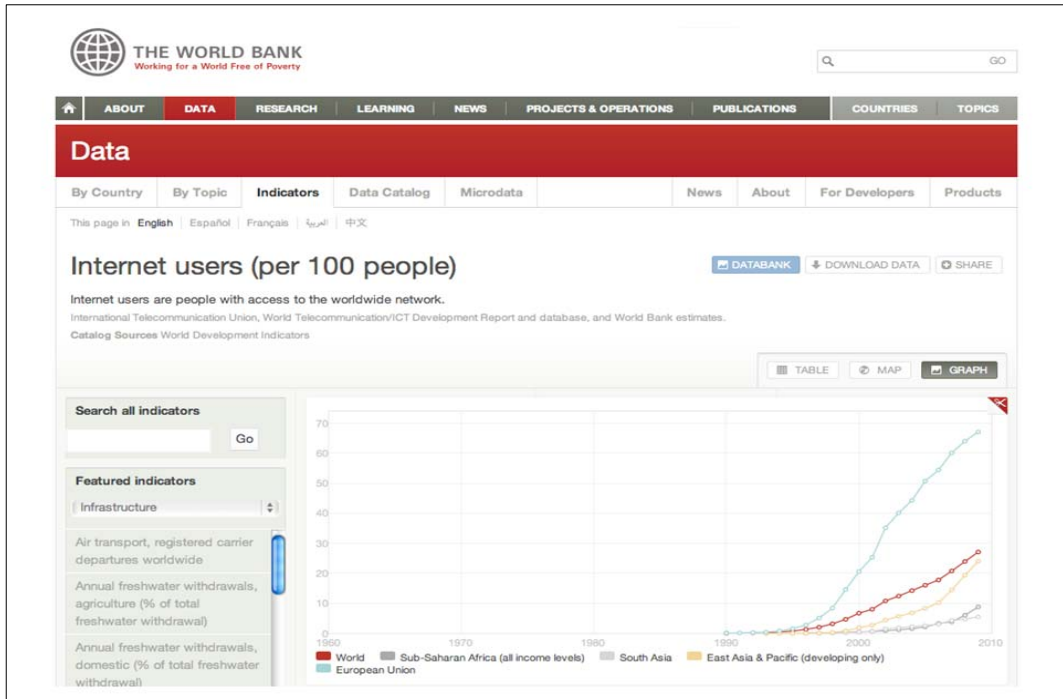 THE WORLD BANK
Working for a World Free of Poverty
GO
ABOUT DATA RESEARCH LEARNING NEWS PROJECTS & OPERATIONS PUBLICATIONS COUNTRIES TOPICS
Data
By Country By Topic Indicators Data Catalog Microdata News About For Developers Products
This page in English Español Français العربية 中文
Internet users (per 100 people)
DATABANK DOWNLOAD DATA SHARE
Internet users are people with access to the worldwide network.
International Telecommunication Union, World Telecommunication/ICT Development Report and database, and World Bank estimates.
Catalog Sources World Development Indicators
TABLE MAP GRAPH
Search all indicators
Go
Featured indicators
Infrastructure
Air transport, registered carrier
departures worldwide
Annual freshwater withdrawals,
agriculture (% of total
freshwater withdrawal)
Annual freshwater withdrawals,
domestic (% of total freshwater
withdrawal)
70
60
50
40
30
20
10
0
1960 1970 1980 1990 2000 2010
World Sub-Saharan Africa (all income levels) South Asia East Asia & Pacific (developing only)
European Union